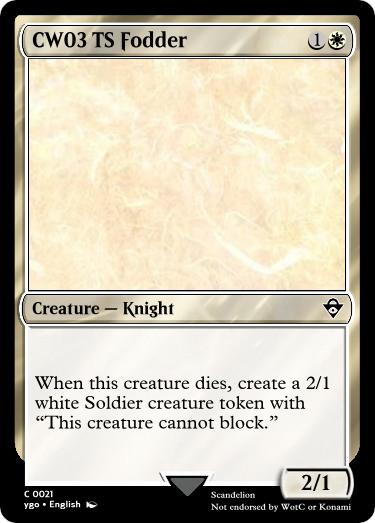 CW03 TS Fodder 1
Creature — Knight
When this creature dies, create a 2/1
white Soldier creature token with
“This creature cannot block.”
2/1
C 0021
ygo • English
Scandelion
Not endorsed by WotC or Konami